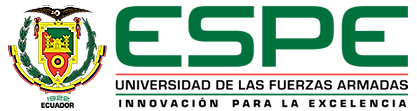 ESPE
UNIVERSIDAD DE LAS FUERZAS ARMADAS
INNOVACIÓN PARA LA EXCELENCIA
1922
ECUADOR